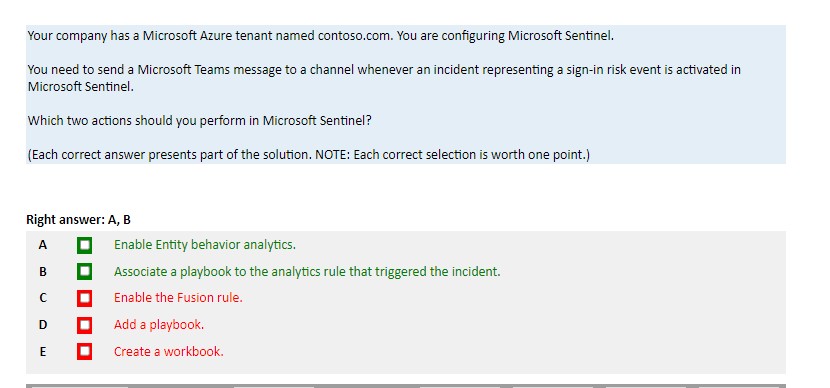 Your company has a Microsoft Azure tenant named contoso.com. You are configuring Microsoft Sentinel.
You need to send a Microsoft Teams message to a channel whenever an incident representing a sign-in risk event is activated in
Microsoft Sentinel.
Which two actions should you perform in Microsoft Sentinel?
(Each correct answer presents part of the solution. NOTE: Each correct selection is worth one point.)
Right answer: A, B
A Enable Entity behavior analytics.
B Associate a playbook to the analytics rule that triggered the incident.
C Enable the Fusion rule.
D Add a playbook.
E Create a workbook.